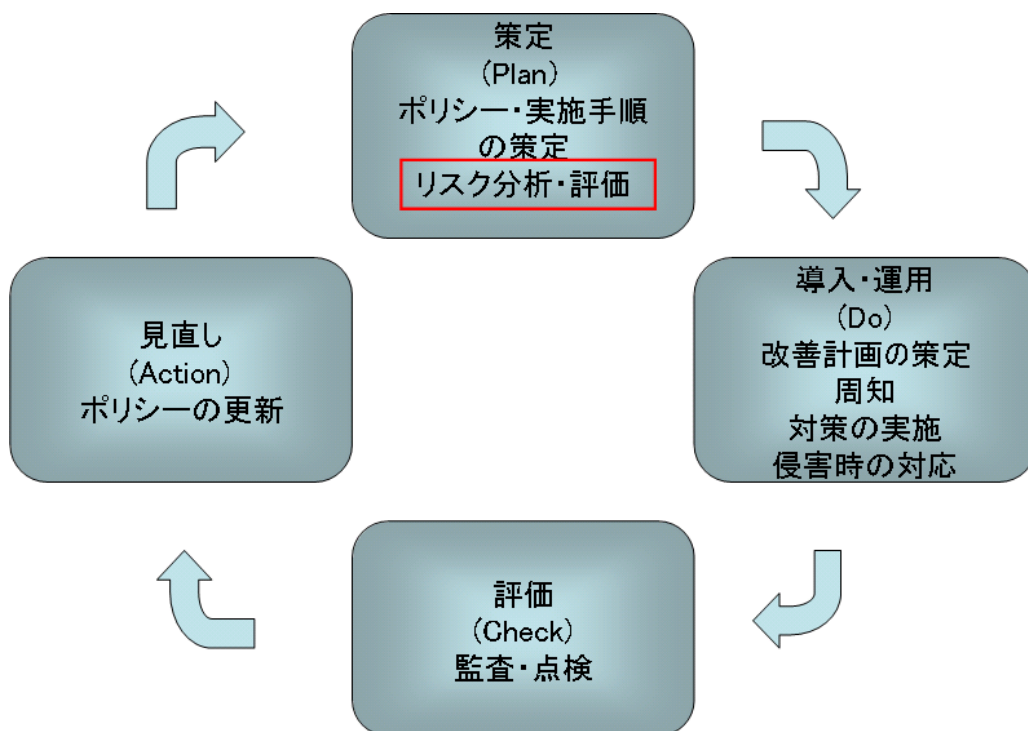 策定
(Plan)
ポリシー・実施手順
の策定
リスク分析・評価
導入・運用
(Do)
改善計画の策定
周知
対策の実施
侵害時の対応
評価
(Check)
監査・点検
見直し
(Action)
ポリシーの更新